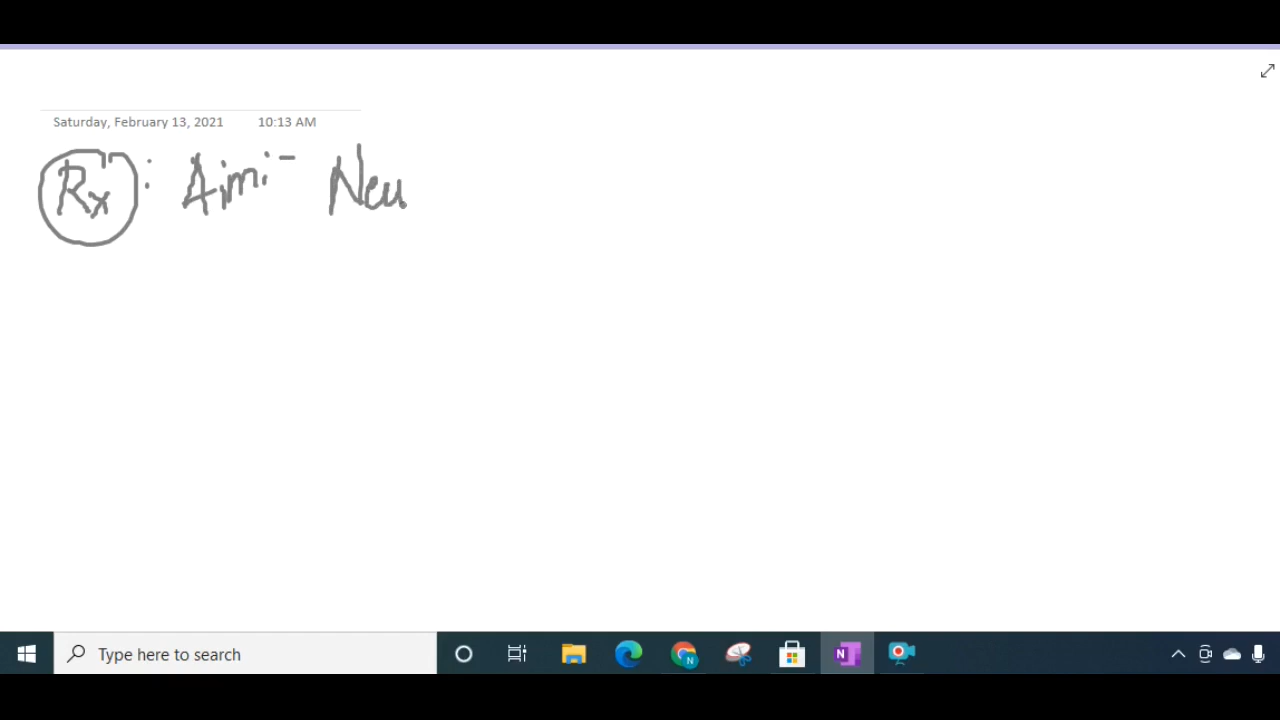 Saturday, February 13, 2021 10:13 AM
Rx : Aim:- Neu
Type here to search